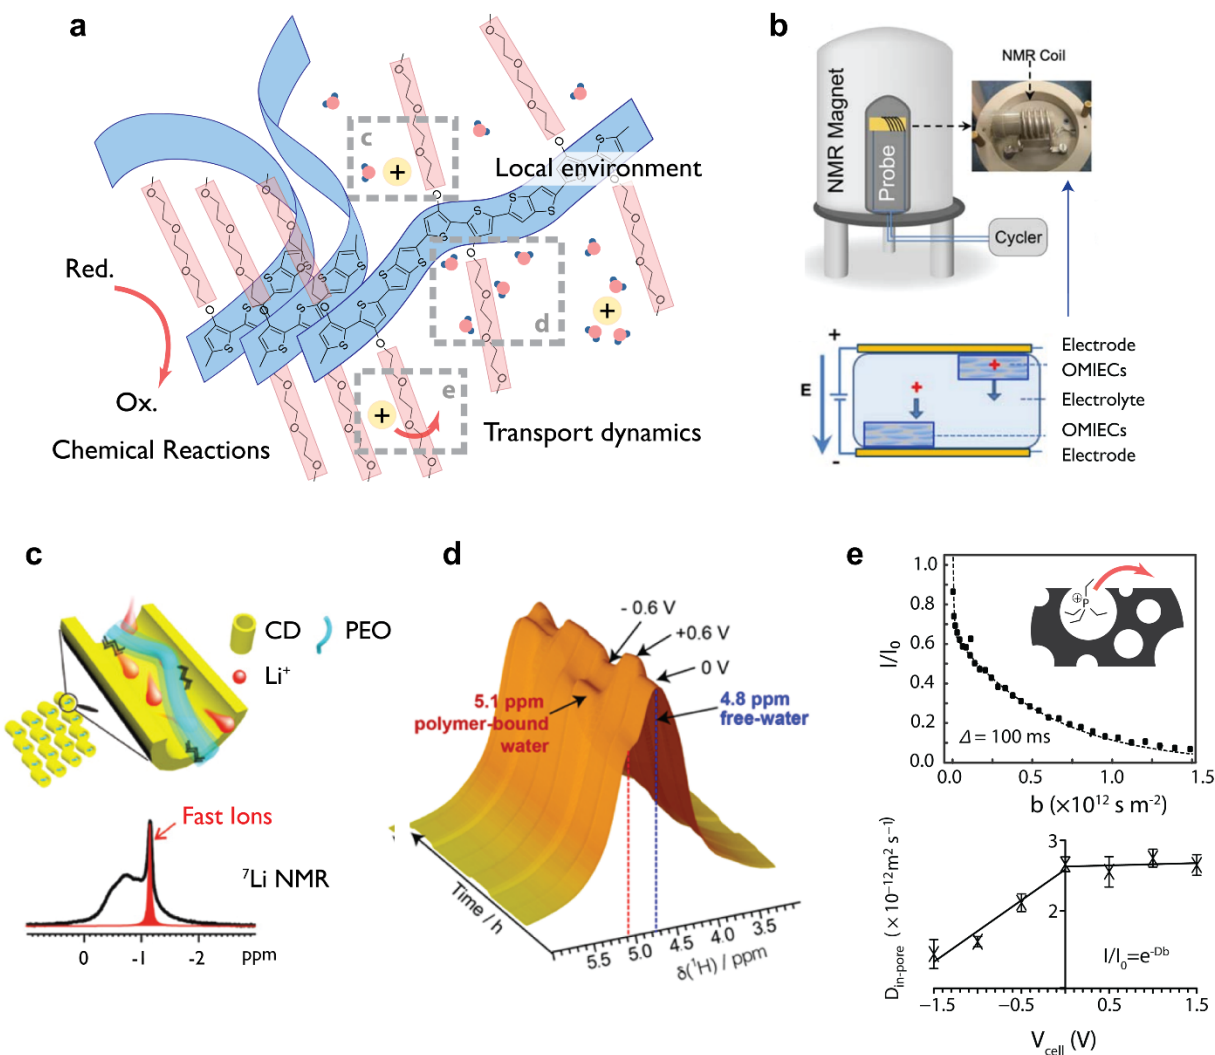 a
c
+
Local environment
Red.
d
+
Ox.
e
+
Chemical Reactions
Transport dynamics
b
NMR Coil
NMR Magnet
Probe
Cycler
+
Electrode
OMIECs
+
E
+
Electrolyte
OMIECs
-
Electrode
c
CD
PEO
Li⁺
Fast Ions
⁷Li NMR
0
-1
-2
ppm
d
- 0.6 V
+0.6 V
0 V
5.1 ppm
polymer-bound
water
4.8 ppm
free-water
Time / h
5.5
5.0
4.5
4.0
3.5
δ(¹H) / ppm
e
1.0
0.8
0.6
0.4
0.2
0.0
I/I₀
⊕
P
Δ = 100 ms
0.0
0.5
1.0
1.5
b (×10¹² s m⁻²)
3
2
D_in-pore (× 10⁻¹²m² s⁻¹)
I/I₀=e^-Db
−1.5
−0.5
0
0.5
1.5
V_cell (V)